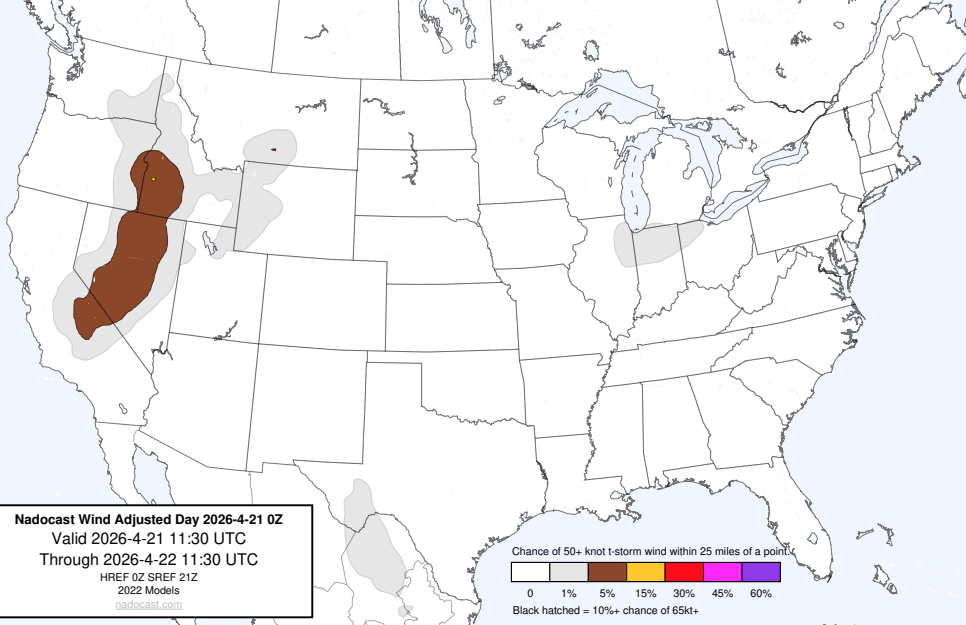 Nadocast Wind Adjusted Day 2026-4-21 0Z
Valid 2026-4-21 11:30 UTC
Through 2026-4-22 11:30 UTC
HREF 0Z SREF 21Z
2022 Models
nadocast.com
Chance of 50+ knot t-storm wind within 25 miles of a point.
0 1% 5% 15% 30% 45% 60%
Black hatched = 10%+ chance of 65kt+